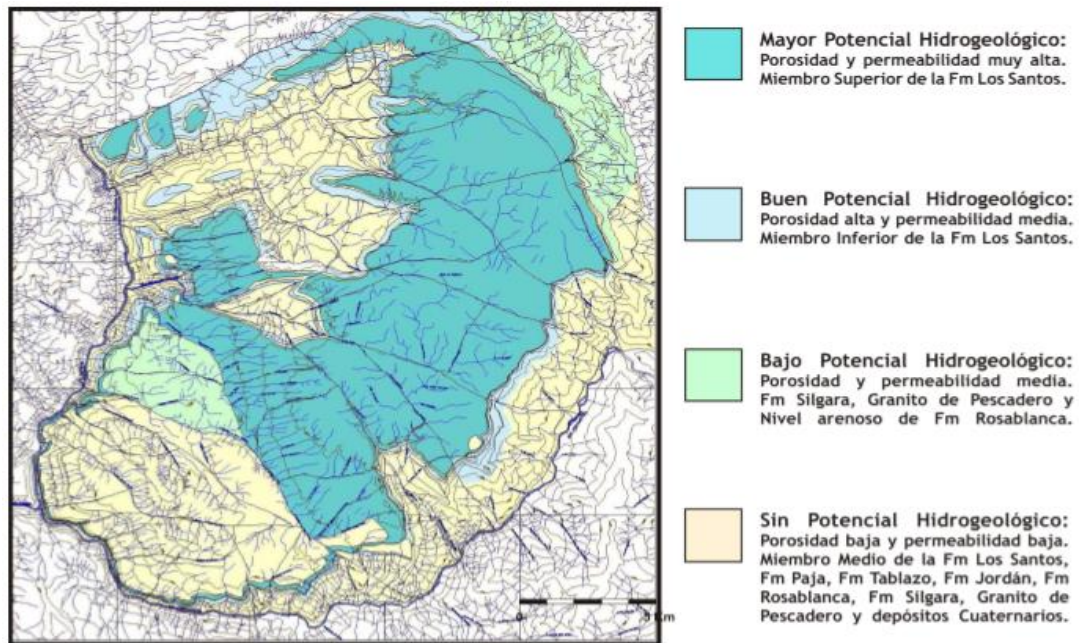 Mayor Potencial Hidrogeológico:
Porosidad y permeabilidad muy alta.
Miembro Superior de la Fm Los Santos.
Buen Potencial Hidrogeológico:
Porosidad alta y permeabilidad media.
Miembro Inferior de la Fm Los Santos.
Bajo Potencial Hidrogeológico:
Porosidad y permeabilidad media.
Fm Silgara, Granito de Pescadero y
Nivel arenoso de Fm Rosablanca.
Sin Potencial Hidrogeológico:
Porosidad baja y permeabilidad baja.
Miembro Medio de la Fm Los Santos,
Fm Paja, Fm Tablazo, Fm Jordán, Fm
Rosablanca, Fm Silgara, Granito de
Pescadero y depósitos Cuaternarios.
0 5 Km